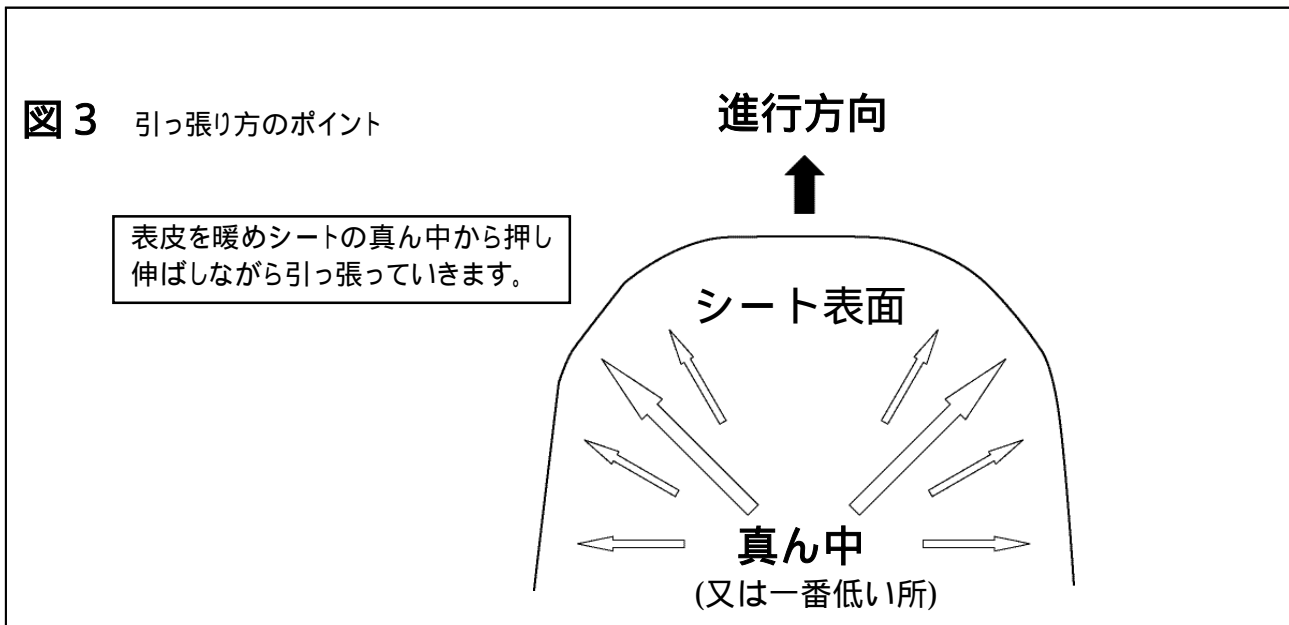 図3 引っ張り方のポイント
進行方向
表皮を暖めシートの真ん中から押し
伸ばしながら引っ張っていきます。
シート表面
真ん中
(又は一番低い所)